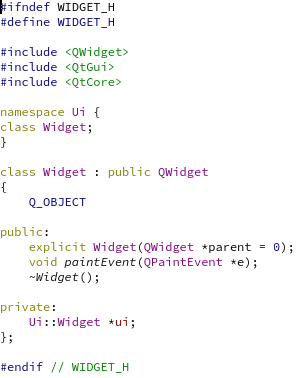 #ifndef WIDGET_H
#define WIDGET_H

#include <QWidget>
#include <QtGui>
#include <QtCore>

namespace Ui {
class Widget;
}

class Widget : public QWidget
{
    Q_OBJECT

public:
    explicit Widget(QWidget *parent = 0);
    void paintEvent(QPaintEvent *e);
    ~Widget();

private:
    Ui::Widget *ui;
};

#endif // WIDGET_H